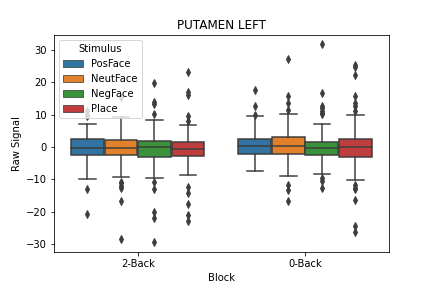 PUTAMEN LEFT
Raw Signal
30
20
10
0
−10
−20
−30
Stimulus
PosFace
NeutFace
NegFace
Place
2-Back
0-Back
Block